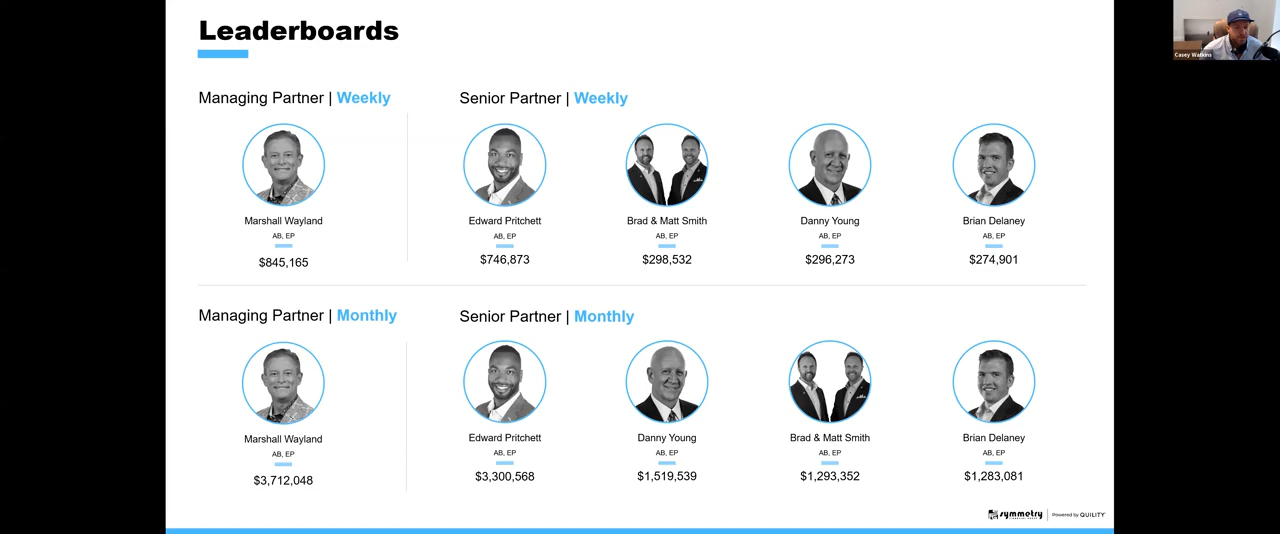 Leaderboards
Casey Watkins
Managing Partner | Weekly
Senior Partner | Weekly
Marshall Wayland
AB, EP
$845,165
Edward Pritchett
AB, EP
$746,873
Brad & Matt Smith
AB, EP
$298,532
Danny Young
AB, EP
$296,273
Brian Delaney
AB, EP
$274,901
Managing Partner | Monthly
Senior Partner | Monthly
Marshall Wayland
AB, EP
$3,712,048
Edward Pritchett
AB, EP
$3,300,568
Danny Young
AB, EP
$1,519,539
Brad & Matt Smith
AB, EP
$1,293,352
Brian Delaney
AB, EP
$1,283,081
symmetry
Powered by QUILITY